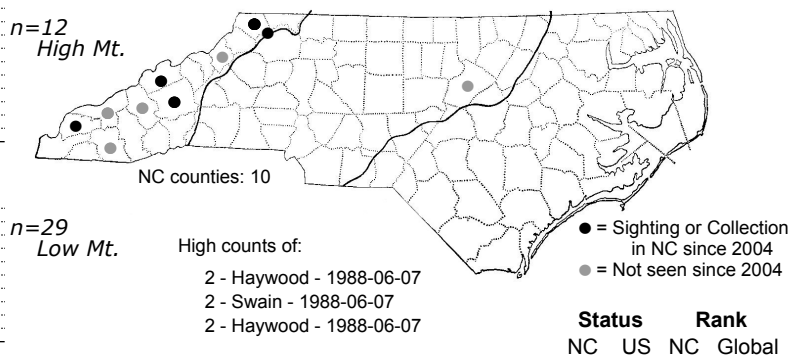 n=12
High Mt.
NC counties: 10
n=29
Low Mt.
High counts of:
2 - Haywood - 1988-06-07
2 - Swain - 1988-06-07
2 - Haywood - 1988-06-07
● = Sighting or Collection
in NC since 2004
● = Not seen since 2004
Status Rank
NC US NC Global